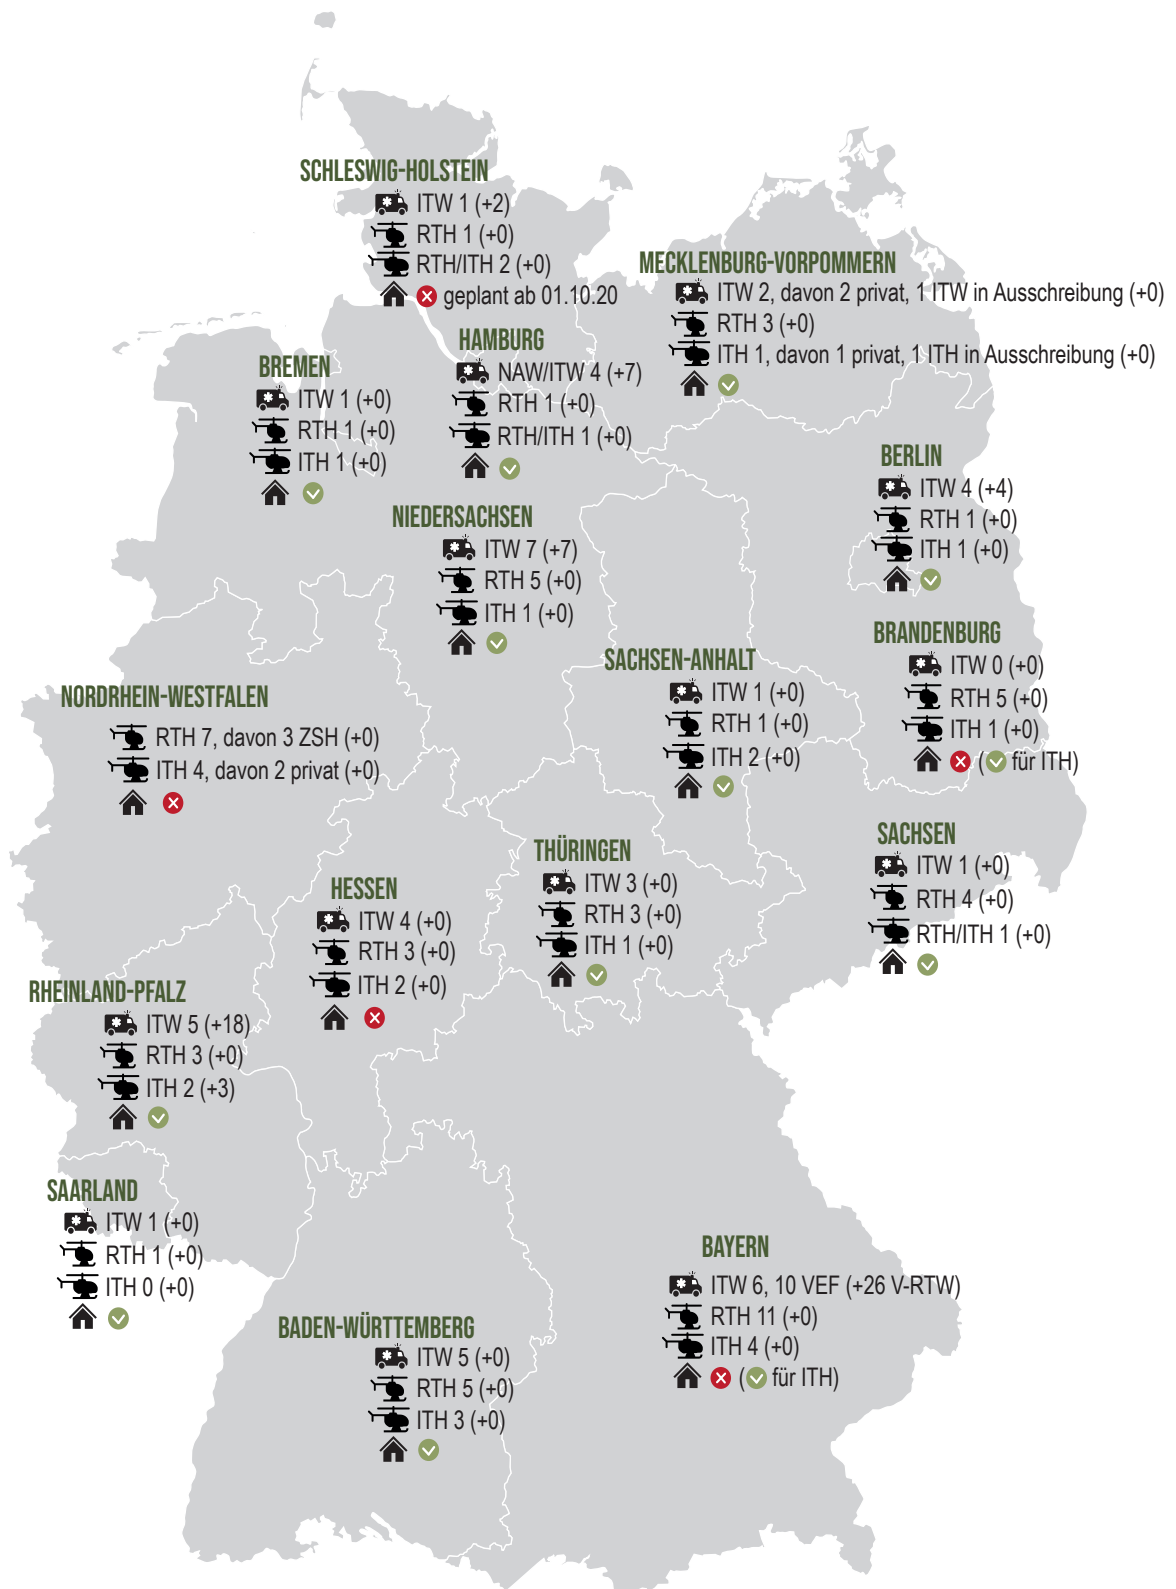 SCHLESWIG-HOLSTEIN
ITW 1 (+2)
RTH 1 (+0)
RTH/ITH 2 (+0)
geplant ab 01.10.20
MECKLENBURG-VORPOMMERN
ITW 2, davon 2 privat, 1 ITW in Ausschreibung (+0)
RTH 3 (+0)
ITH 1, davon 1 privat, 1 ITH in Ausschreibung (+0)
HAMBURG
NAW/ITW 4 (+7)
RTH 1 (+0)
RTH/ITH 1 (+0)
BREMEN
ITW 1 (+0)
RTH 1 (+0)
ITH 1 (+0)
BERLIN
ITW 4 (+4)
RTH 1 (+0)
ITH 1 (+0)
NIEDERSACHSEN
ITW 7 (+7)
RTH 5 (+0)
ITH 1 (+0)
BRANDENBURG
ITW 0 (+0)
RTH 5 (+0)
ITH 1 (+0)
( für ITH)
SACHSEN-ANHALT
ITW 1 (+0)
RTH 1 (+0)
ITH 2 (+0)
NORDRHEIN-WESTFALEN
RTH 7, davon 3 ZSH (+0)
ITH 4, davon 2 privat (+0)
SACHSEN
ITW 1 (+0)
RTH 4 (+0)
RTH/ITH 1 (+0)
THÜRINGEN
ITW 3 (+0)
RTH 3 (+0)
ITH 1 (+0)
HESSEN
ITW 4 (+0)
RTH 3 (+0)
ITH 2 (+0)
RHEINLAND-PFALZ
ITW 5 (+18)
RTH 3 (+0)
ITH 2 (+3)
SAARLAND
ITW 1 (+0)
RTH 1 (+0)
ITH 0 (+0)
BAYERN
ITW 6, 10 VEF (+26 V-RTW)
RTH 11 (+0)
ITH 4 (+0)
( für ITH)
BADEN-WÜRTTEMBERG
ITW 5 (+0)
RTH 5 (+0)
ITH 3 (+0)